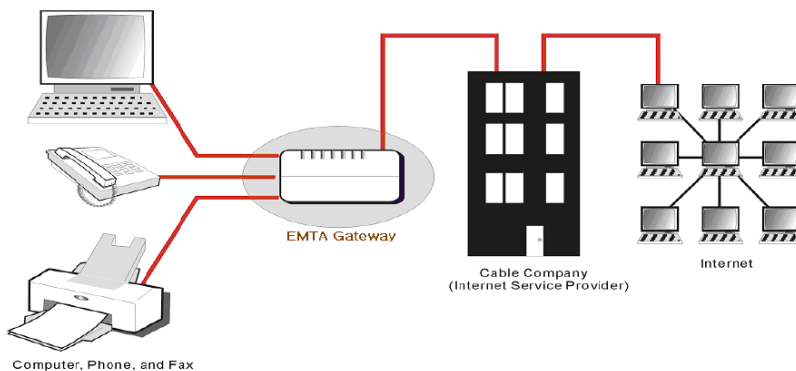 EMTA Gateway
Cable Company
(Internet Service Provider)
Internet
Computer, Phone, and Fax